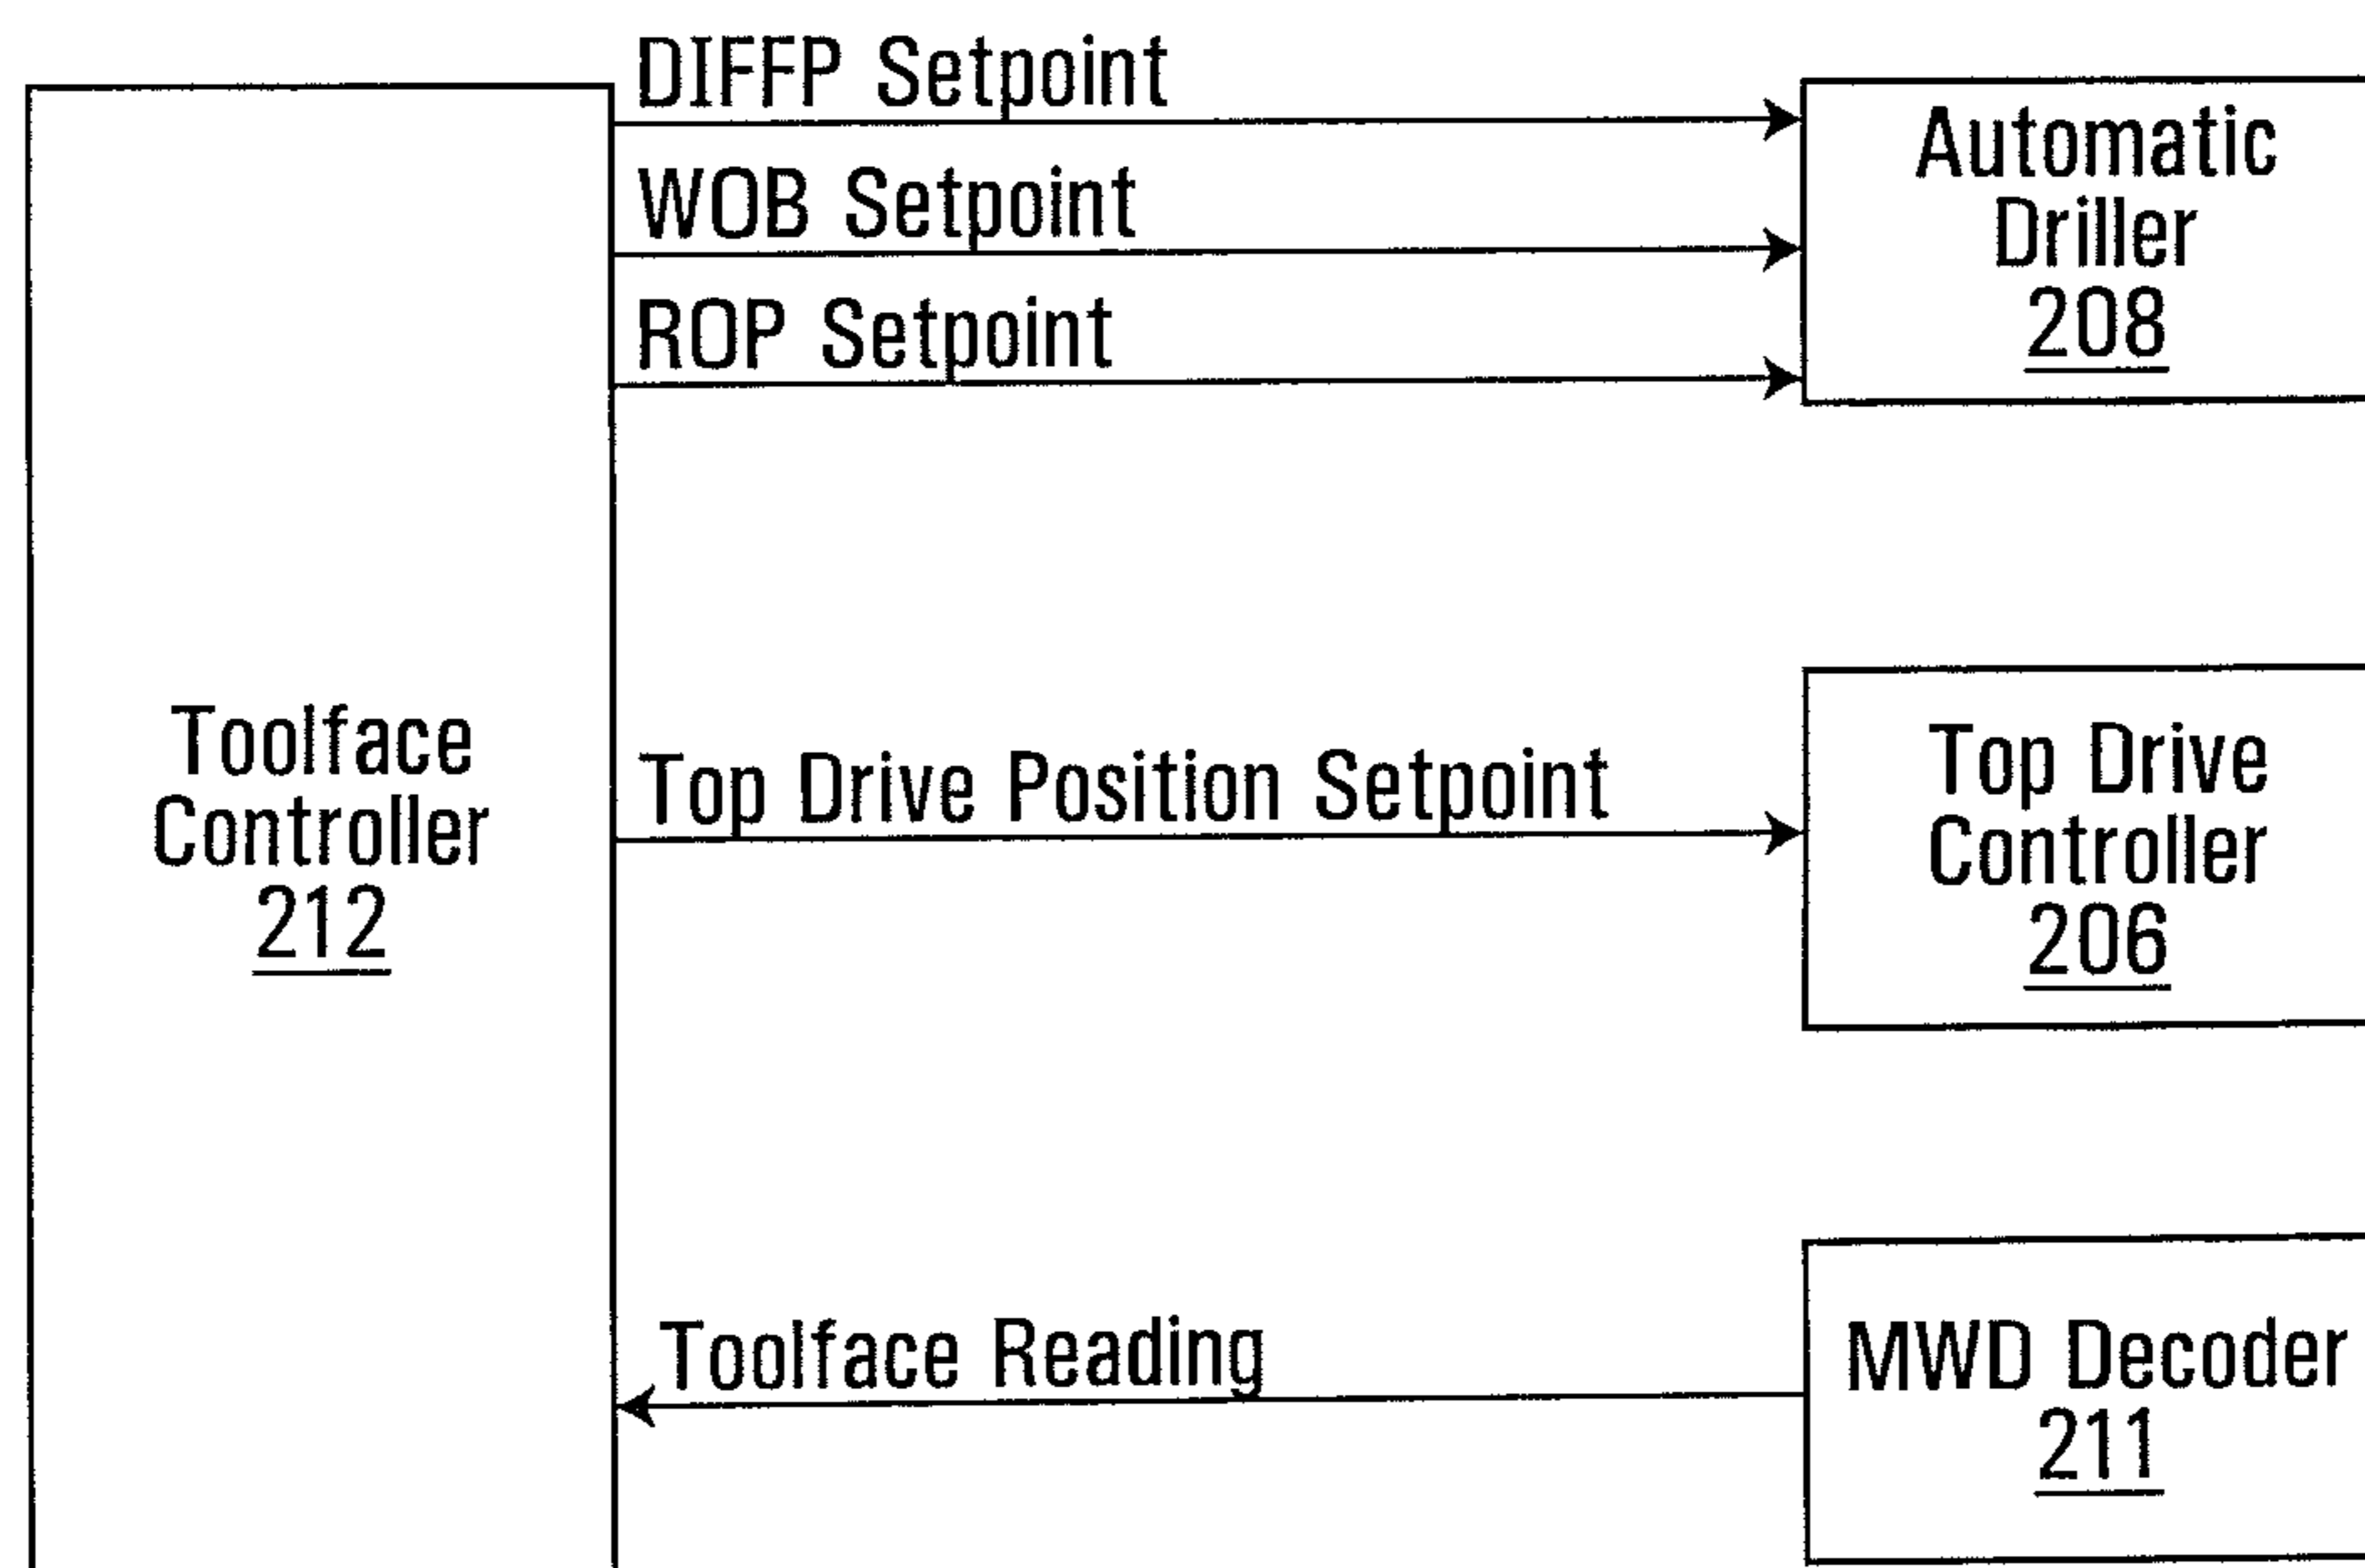 DIFFP Setpoint
WOB Setpoint
ROP Setpoint
Automatic
Driller
208
Toolface
Controller
212
Top Drive Position Setpoint
Top Drive
Controller
206
Toolface Reading
MWD Decoder
211